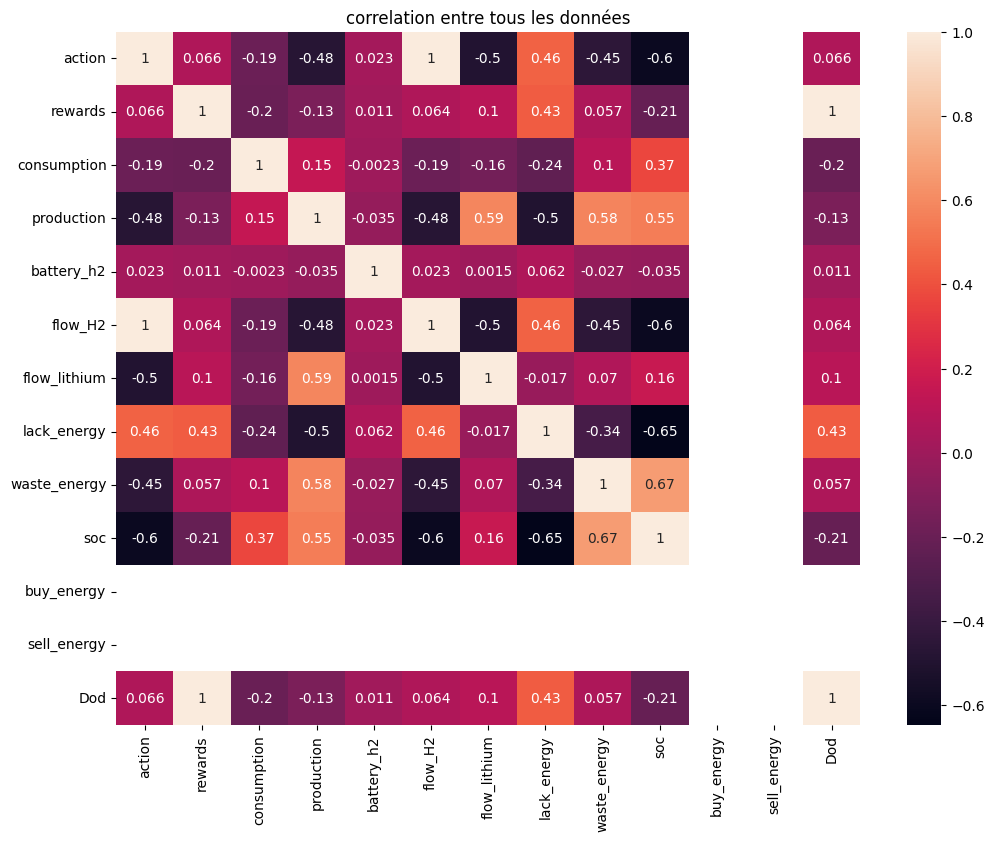 correlation entre tous les données
action 1 0.066 -0.19 -0.48 0.023 1 -0.5 0.46 -0.45 -0.6 0.066
rewards 0.066 1 -0.2 -0.13 0.011 0.064 0.1 0.43 0.057 -0.21 1
consumption -0.19 -0.2 1 0.15 -0.0023 -0.19 -0.16 -0.24 0.1 0.37 -0.2
production -0.48 -0.13 0.15 1 -0.035 -0.48 0.59 -0.5 0.58 0.55 -0.13
battery_h2 0.023 0.011 -0.0023 -0.035 1 0.023 0.0015 0.062 -0.027 -0.035 0.011
flow_H2 1 0.064 -0.19 -0.48 0.023 1 -0.5 0.46 -0.45 -0.6 0.064
flow_lithium -0.5 0.1 -0.16 0.59 0.0015 -0.5 1 -0.017 0.07 0.16 0.1
lack_energy 0.46 0.43 -0.24 -0.5 0.062 0.46 -0.017 1 -0.34 -0.65 0.43
waste_energy -0.45 0.057 0.1 0.58 -0.027 -0.45 0.07 -0.34 1 0.67 0.057
soc -0.6 -0.21 0.37 0.55 -0.035 -0.6 0.16 -0.65 0.67 1 -0.21
buy_energy
sell_energy
Dod 0.066 1 -0.2 -0.13 0.011 0.064 0.1 0.43 0.057 -0.21 1
action
rewards
consumption
production
battery_h2
flow_H2
flow_lithium
lack_energy
waste_energy
soc
buy_energy
sell_energy
Dod
1.0
0.8
0.6
0.4
0.2
0.0
−0.2
−0.4
−0.6